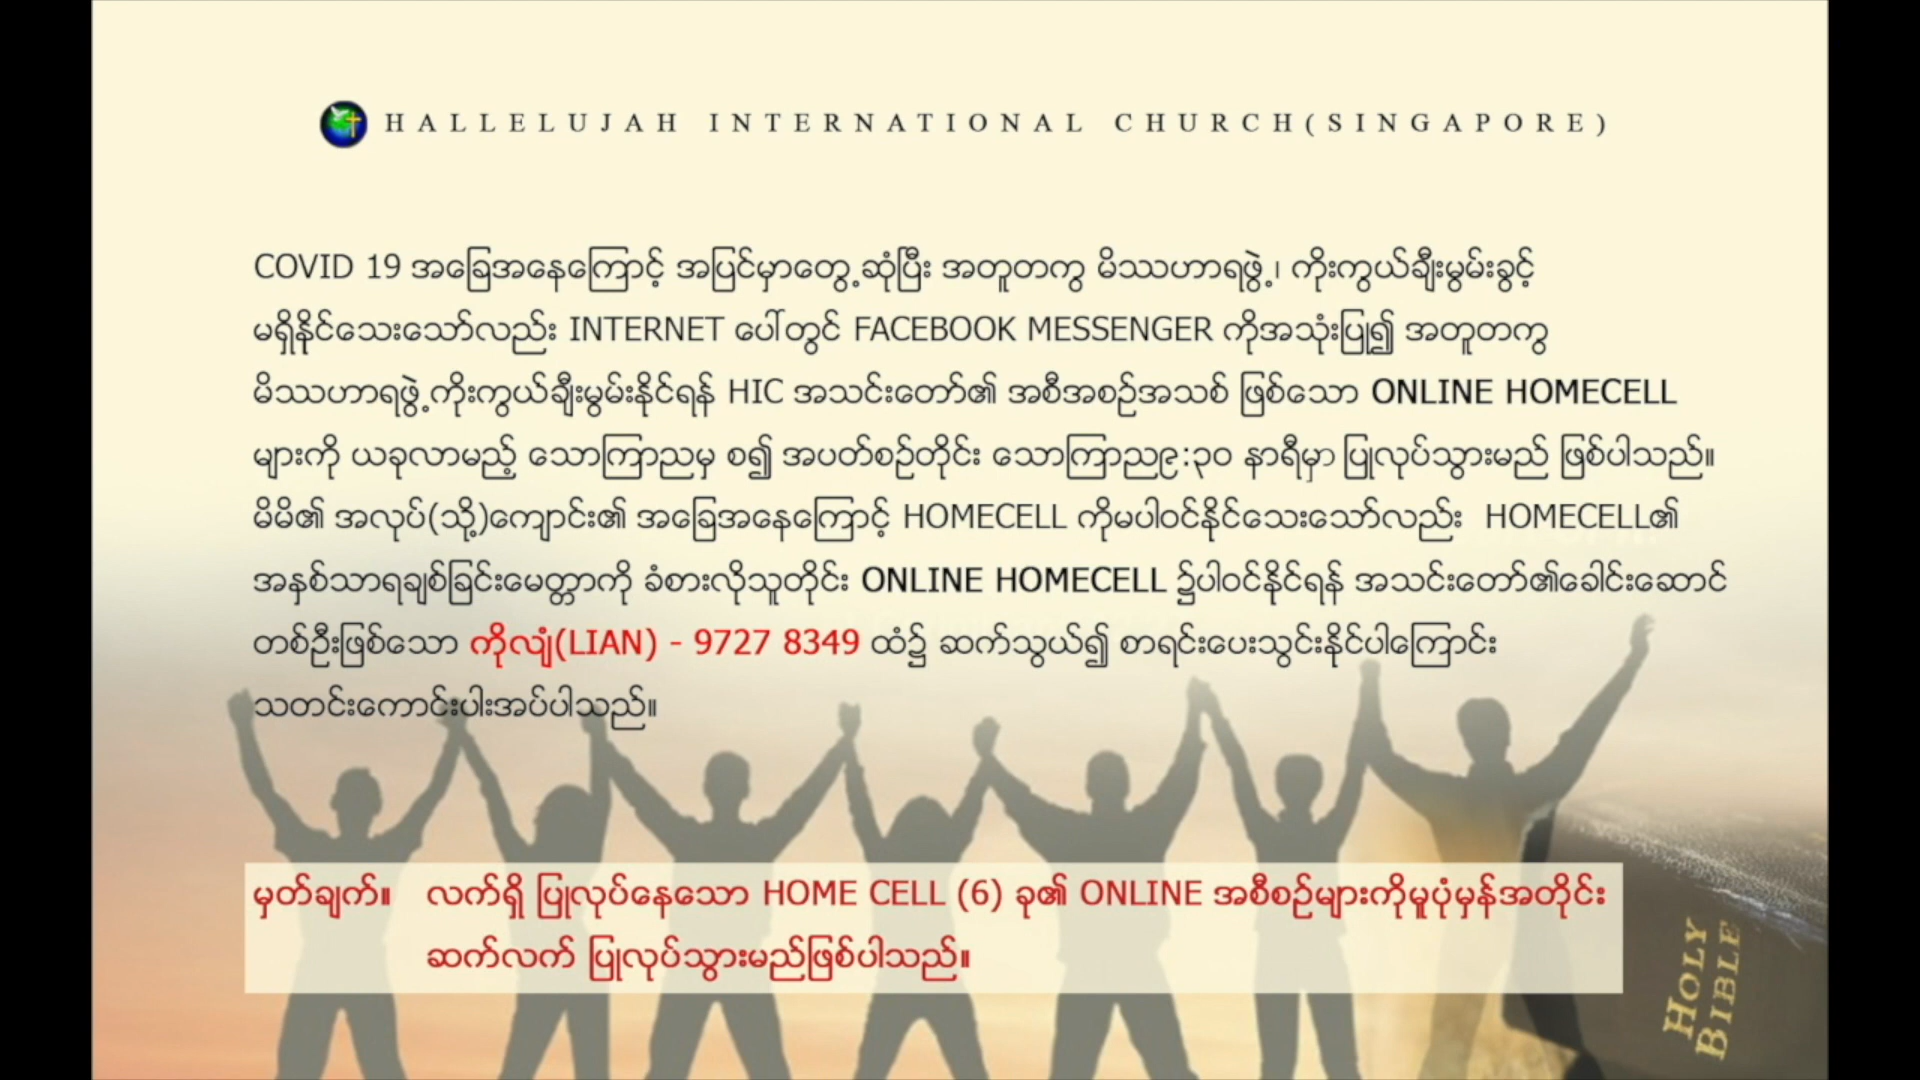 HALLELUJAH INTERNATIONAL CHURCH(SINGAPORE)
COVID 19 အခြေအနေကြောင့် အပြင်မှာတွေ့ဆုံပြီး အတူတကွ မိဿဟာရဖွဲ့၊ ကိုးကွယ်ချီးမွမ်းခွင့်
မရှိနိုင်သေးသော်လည်း INTERNET ပေါ်တွင် FACEBOOK MESSENGER ကိုအသုံးပြု၍ အတူတကွ
မိဿဟာရဖွဲ့ကိုးကွယ်ချီးမွမ်းနိုင်ရန် HIC အသင်းတော်၏ အစီအစဉ်အသစ် ဖြစ်သော ONLINE HOMECELL
များကို ယခုလာမည့် သောကြာညမှ စ၍ အပတ်စဉ်တိုင်း သောကြာည၉:၃၀ နာရီမှာ ပြုလုပ်သွားမည် ဖြစ်ပါသည်။
မိမိ၏ အလုပ်(သို့)ကျောင်း၏ အခြေအနေကြောင့် HOMECELL ကိုမပါဝင်နိုင်သေးသော်လည်း HOMECELL၏
အနှစ်သာရချစ်ခြင်းမေတ္တာကို ခံစားလိုသူတိုင်း ONLINE HOMECELL ၌ပါဝင်နိုင်ရန် အသင်းတော်၏ခေါင်းဆောင်
တစ်ဦးဖြစ်သော ကိုလျံ(LIAN) - 9727 8349 ထံ၌ ဆက်သွယ်၍ စာရင်းပေးသွင်းနိုင်ပါကြောင်း
သတင်းကောင်းပါးအပ်ပါသည်။
မှတ်ချက်။ လက်ရှိ ပြုလုပ်နေသော HOME CELL (6) ခု၏ ONLINE အစီစဉ်များကိုမူပုံမှန်အတိုင်း
ဆက်လက် ပြုလုပ်သွားမည်ဖြစ်ပါသည်။
HOLY
BIBLE